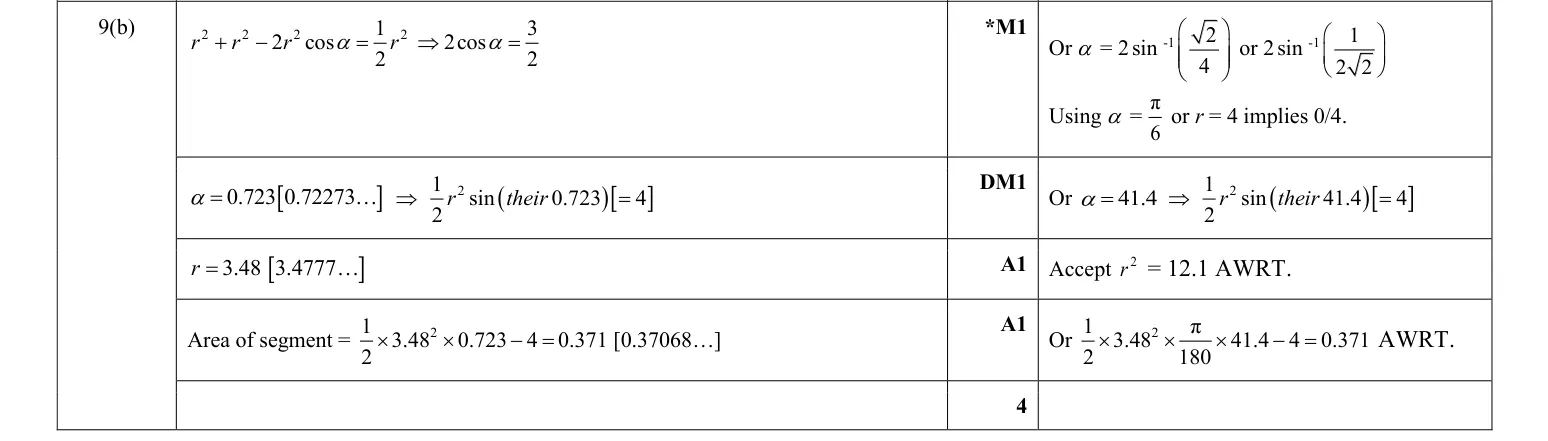 9(b)
r² + r² − 2r² cos α = 1/2 r² ⇒ 2cos α = 3/2
*M1
Or α = 2 sin⁻¹(√2/4) or 2 sin⁻¹(1/(2√2))
Using α = π/6 or r = 4 implies 0/4.
α = 0.723[0.72273…] ⇒ 1/2 r² sin(their 0.723)[= 4]
DM1
Or α = 41.4 ⇒ 1/2 r² sin(their 41.4)[= 4]
r = 3.48 [3.4777…]
A1
Accept r² = 12.1 AWRT.
Area of segment = 1/2 × 3.48² × 0.723 − 4 = 0.371 [0.37068…]
A1
Or 1/2 × 3.48² × π/180 × 41.4 − 4 = 0.371 AWRT.
4